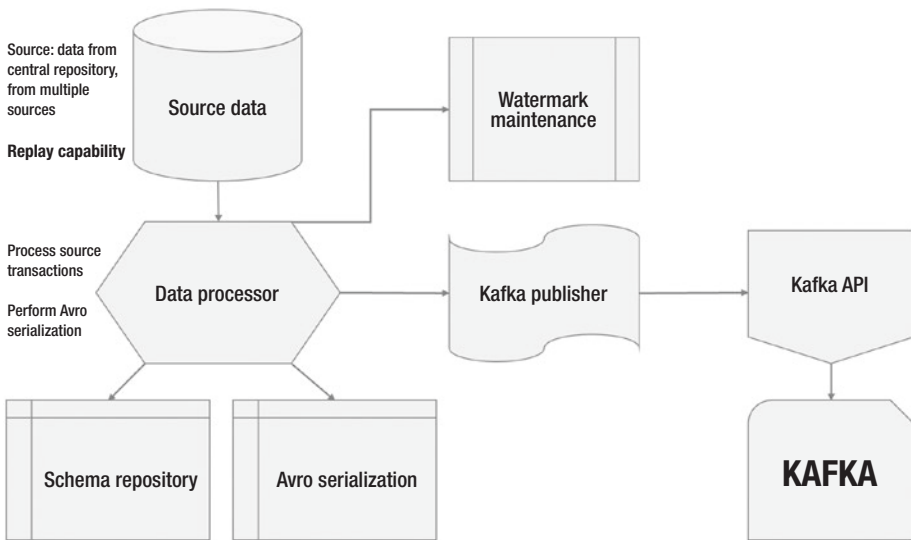 Source: data from
central repository,
from multiple
sources
Replay capability
Source data
Watermark
maintenance
Process source
transactions
Perform Avro
serialization
Data processor
Kafka publisher
Kafka API
Schema repository
Avro serialization
KAFKA